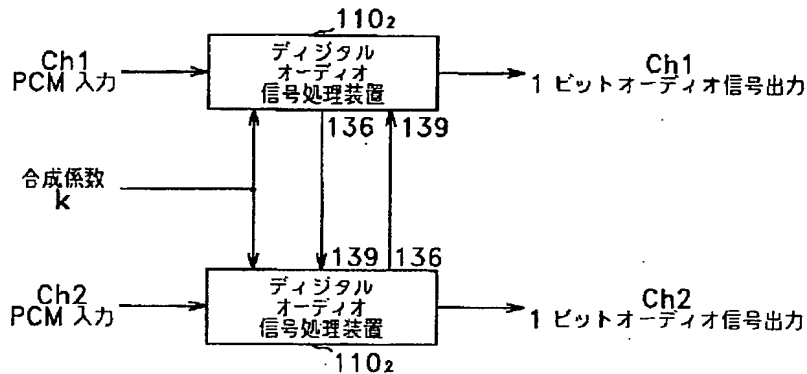 110₂
Ch1
PCM 入力
ディジタル
オーディオ
信号処理装置
Ch1
1 ビットオーディオ信号出力
136
139
合成係数
k
139
136
Ch2
PCM 入力
ディジタル
オーディオ
信号処理装置
Ch2
1 ビットオーディオ信号出力
110₂